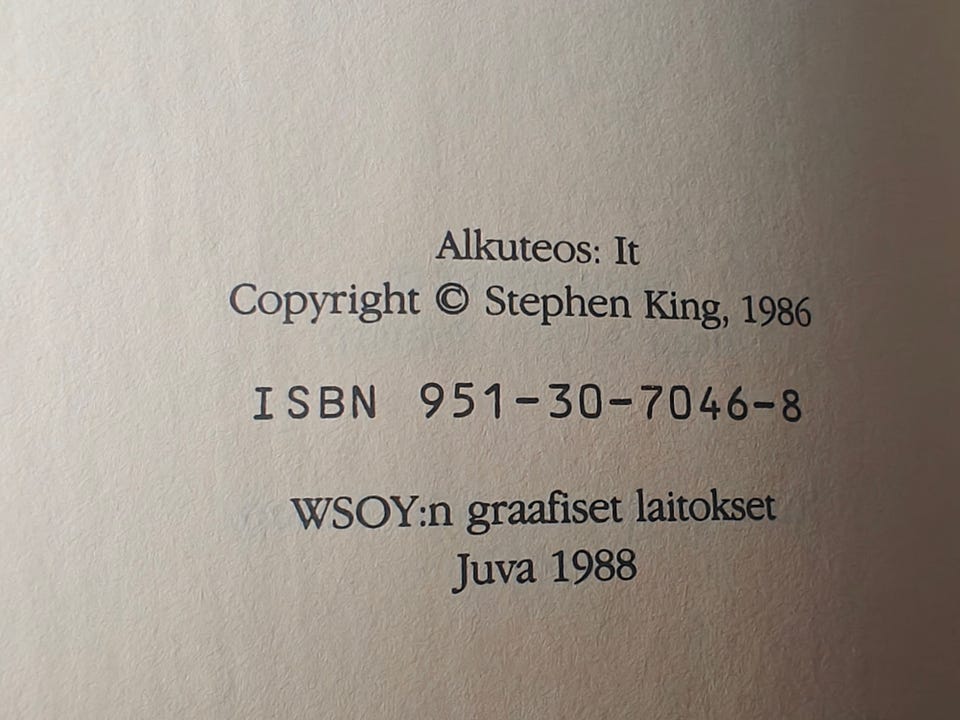 Alkuteos: It
Copyright © Stephen King, 1986
ISBN 951-30-7046-8
WSOY:n graafiset laitokset
Juva 1988